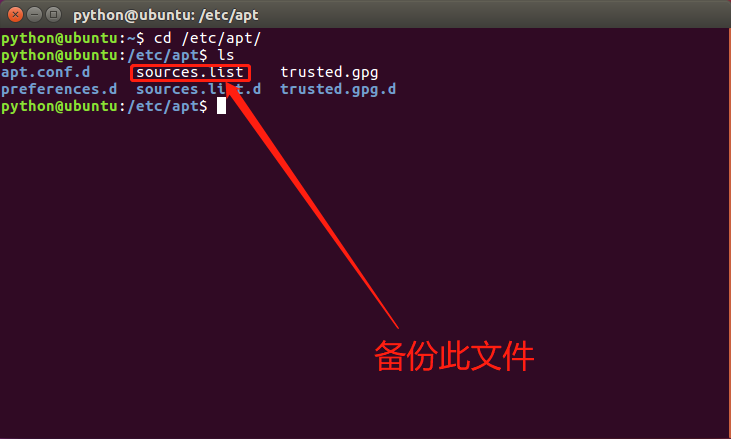 python@ubuntu: /etc/apt
python@ubuntu:~$ cd /etc/apt/
python@ubuntu:/etc/apt$ ls
apt.conf.d sources.list trusted.gpg
preferences.d sources.list.d trusted.gpg.d
python@ubuntu:/etc/apt$
备份此文件